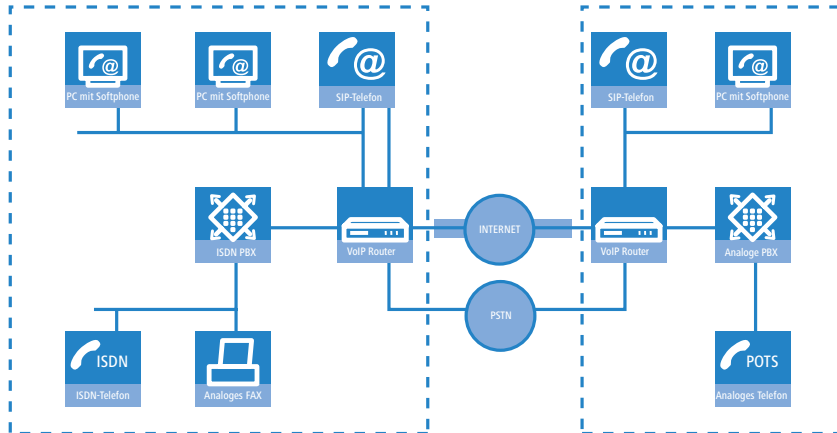 @
@
@
@
@
PC mit Softphone
PC mit Softphone
SIP-Telefon
SIP-Telefon
PC mit Softphone
INTERNET
ISDN PBX
VoIP Router
VoIP Router
Analoge PBX
PSTN
ISDN
POTS
ISDN-Telefon
Analoges FAX
Analoges Telefon